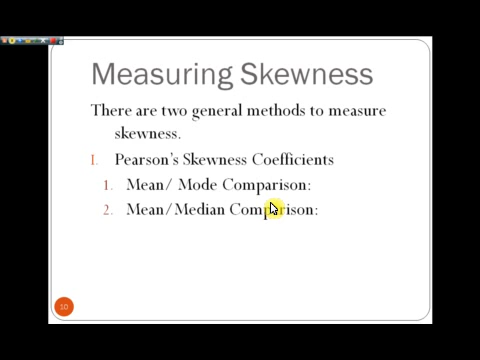 Measuring Skewness
There are two general methods to measure
skewness.
I. Pearson's Skewness Coefficients
1. Mean/ Mode Comparison:
2. Mean/Median Comparison:
10